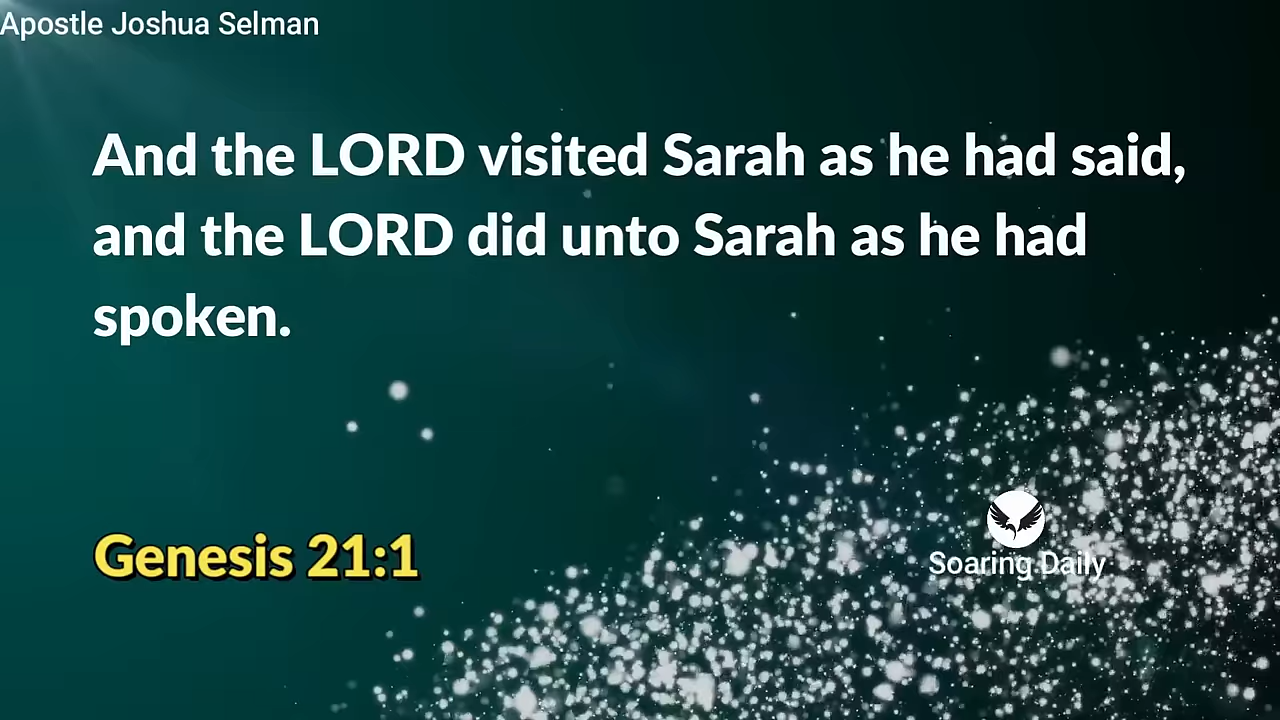 Apostle Joshua Selman
And the LORD visited Sarah as he had said,
and the LORD did unto Sarah as he had
spoken.
Genesis 21:1
Soaring Daily